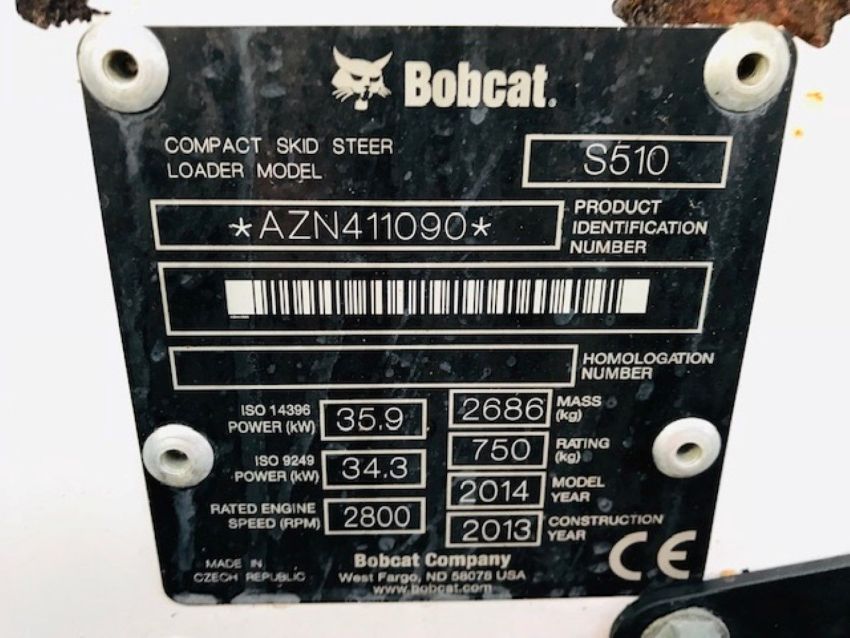 Bobcat.
COMPACT SKID STEER
LOADER MODEL
S510
*AZN411090*
PRODUCT
IDENTIFICATION
NUMBER
HOMOLOGATION
NUMBER
ISO 14396
POWER (kW)
35.9
2686
MASS
(kg)
ISO 9249
POWER (kW)
34.3
750
RATING
(kg)
2014
MODEL
YEAR
RATED ENGINE
SPEED (RPM)
2800
2013
CONSTRUCTION
YEAR
MADE IN
CZECH REPUBLIC
Bobcat Company
West Fargo, ND 58078 USA
www.bobcat.com
CE